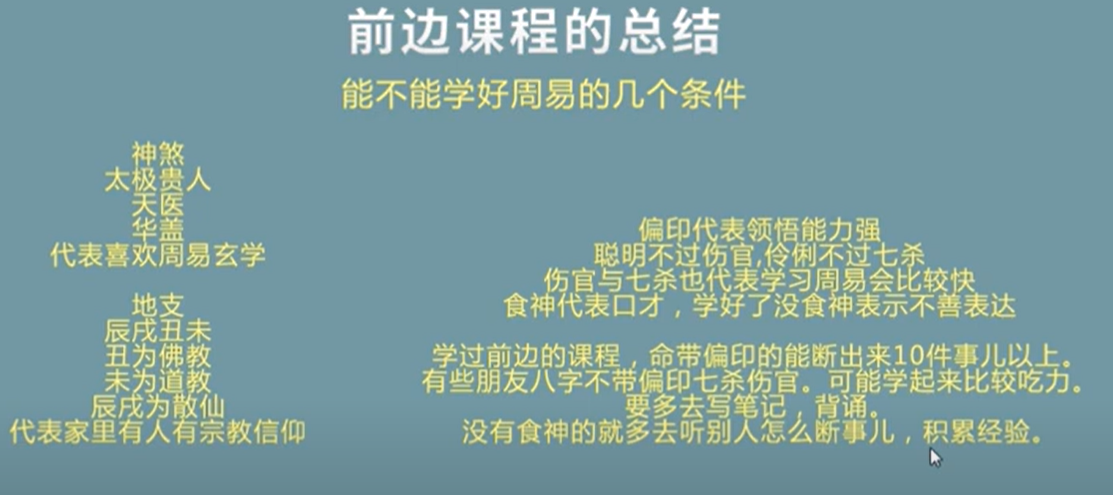 前边课程的总结
能不能学好周易的几个条件
神煞
太极贵人
天医
华盖
代表喜欢周易玄学
地支
辰戌丑未
丑为佛教
未为道教
辰戌为散仙
代表家里有人有宗教信仰
偏印代表领悟能力强
聪明不过伤官,伶俐不过七杀
伤官与七杀也代表学习周易会比较快
食神代表口才，学好了没食神表示不善表达
学过前边的课程，命带偏印的能断出来10件事儿以上。
有些朋友八字不带偏印七杀伤官。可能学起来比较吃力。
要多去写笔记，背诵。
没有食神的就多去听别人怎么断事儿，积累经验。